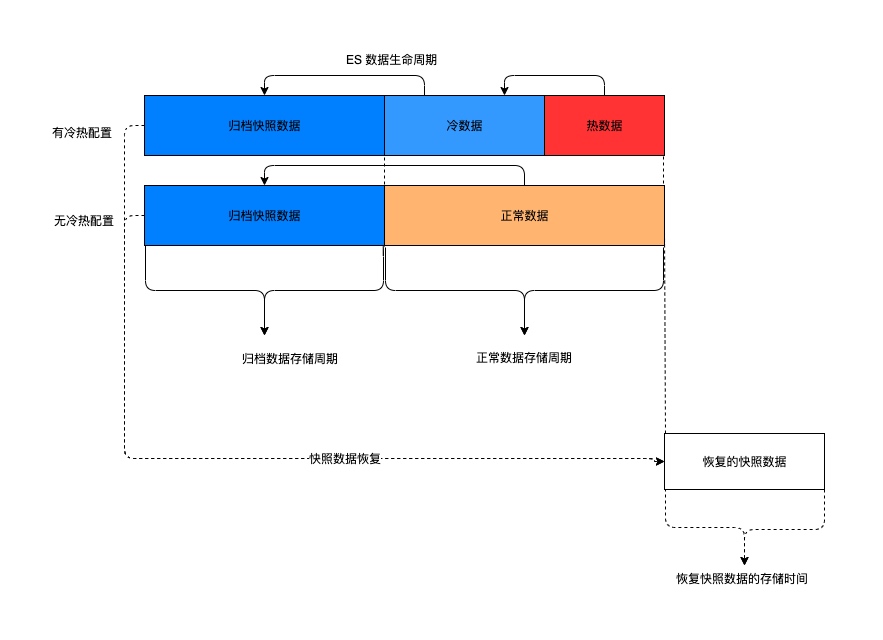 ES 数据生命周期
有冷热配置
归档快照数据
冷数据
热数据
无冷热配置
归档快照数据
正常数据
归档数据存储周期
正常数据存储周期
快照数据恢复
恢复的快照数据
恢复快照数据的存储时间